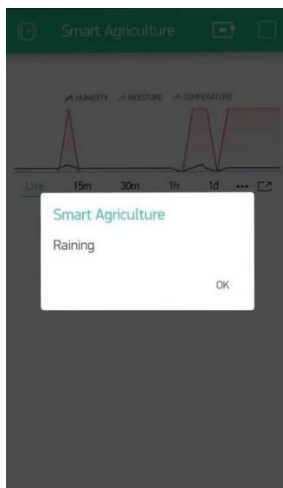 Smart Agriculture
HUMIDITY MOISTURE TEMPERATURE
Live 15m 30m 1h 1d •••
Smart Agriculture
Raining
OK